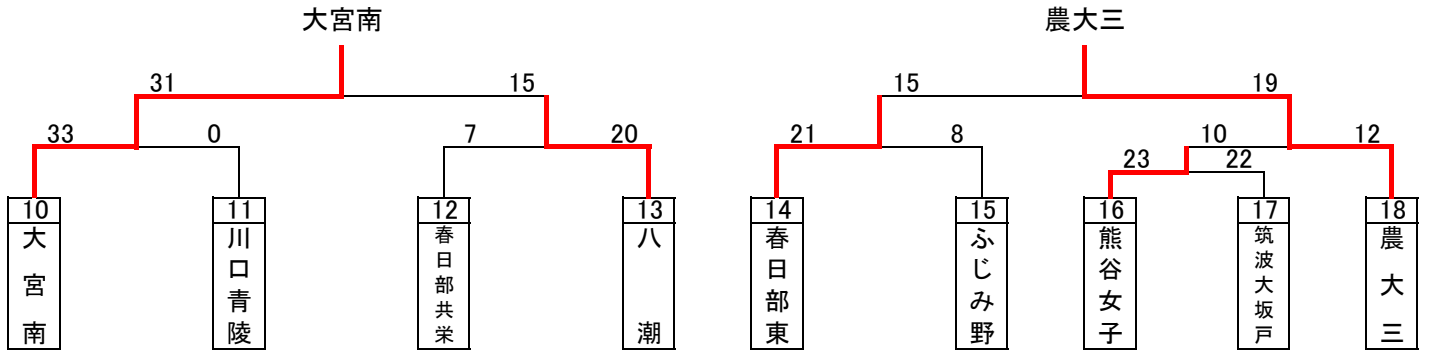 大宮南 農大三
31 15 15 19
33 0 7 20 21 8 10 12
23 22
10 11 12 13 14 15 16 17 18
大宮南
川口青陵
春日部共栄
八潮
春日部東
ふじみ野
熊谷女子
筑波大坂戸
農大三